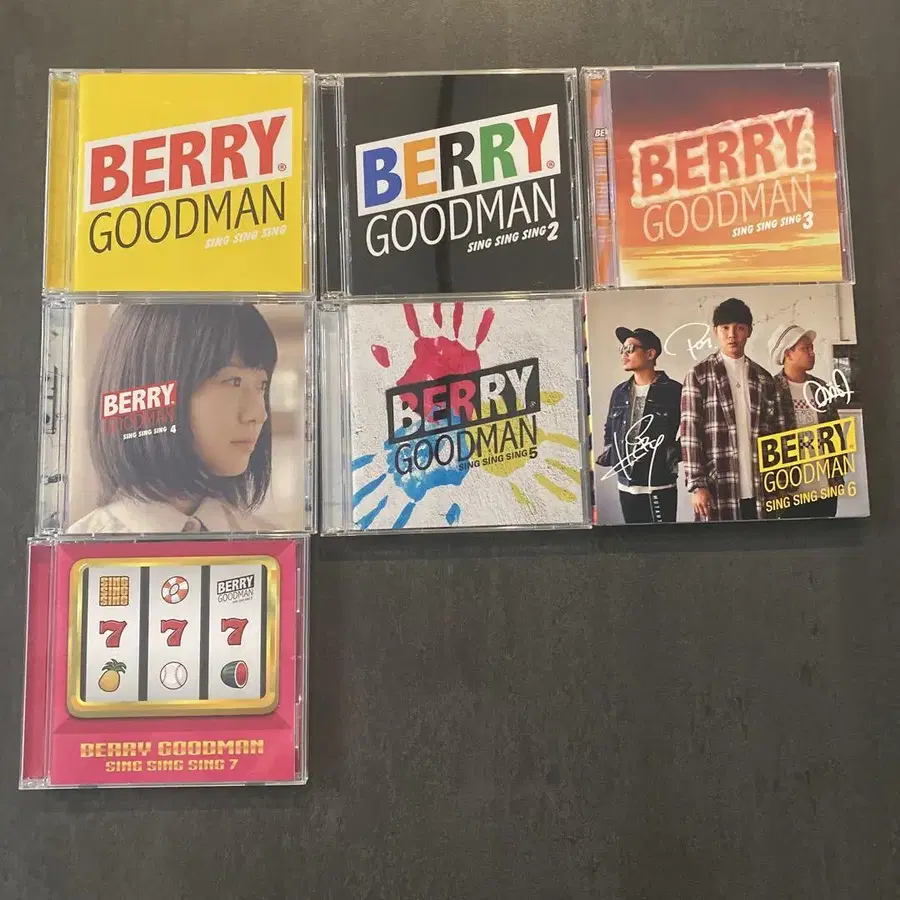 BERRY®
GOODMAN
SING SING SING
BERRY®
GOODMAN
SING SING SING 2
BE
BERRY
GOODMAN
SING SING SING 3
BERRY
GOODMAN
SING SING SING 4
BERRY
GOODMAN
SING SING SING 5
BERRY
GOODMAN
SING SING SING 6
SING
SING
SING
BERRY
GOODMAN
7
7
7
BERRY GOODMAN
SING SING SING 7